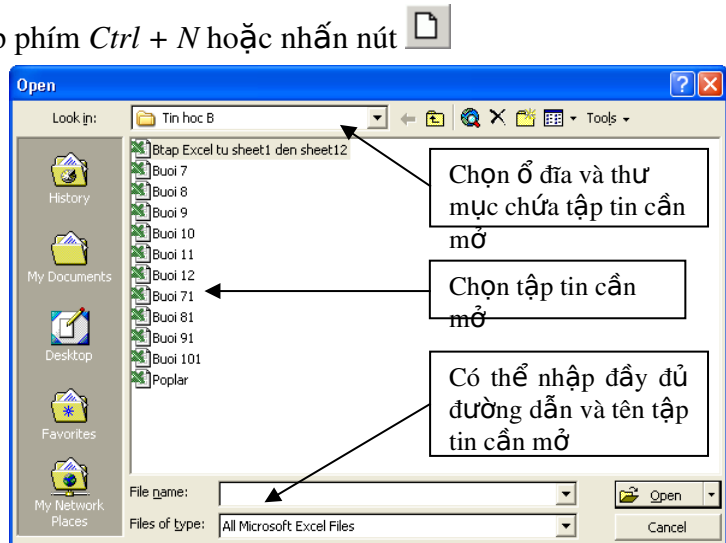 phím Ctrl + N hoặc nhấn nút
Open
Look in: Tin hoc B Tools
Btap Excel tu sheet1 den sheet12
Buoi 7
Buoi 8
Buoi 9
Buoi 10
Buoi 11
Buoi 12
Buoi 71
Buoi 81
Buoi 91
Buoi 101
Poplar
History
My Documents
Desktop
Favorites
My Network
Places
Chọn ổ đĩa và thư
mục chứa tập tin cần
mở
Chọn tập tin cần
mở
Có thể nhập đầy đủ
đường dẫn và tên tập
tin cần mở
File name: Open
Files of type: All Microsoft Excel Files Cancel